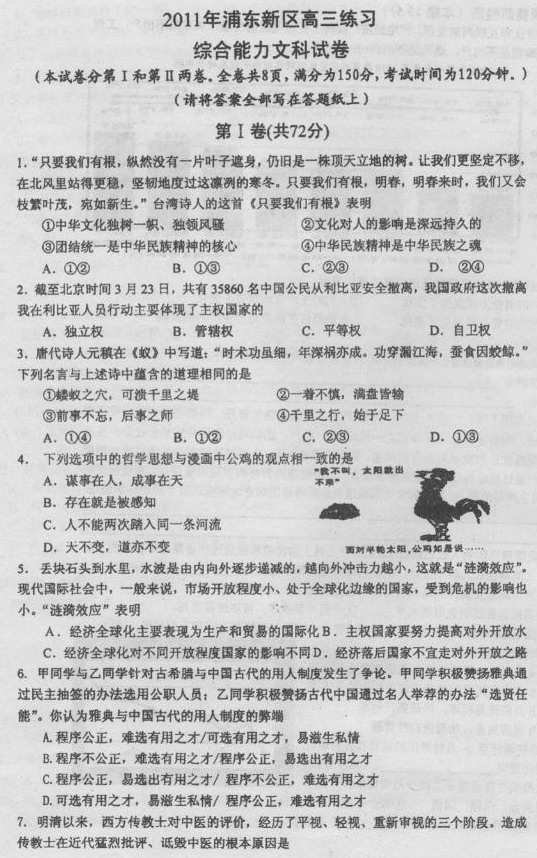 2011年浦东新区高三练习
综合能力文科试卷
(本试卷分第Ⅰ和第Ⅱ两卷,全卷共8页,满分为150分,考试时间为120分钟。)
(请将答案全部写在答题纸上)
第Ⅰ卷(共72分)
1.“只要我们有根，纵然没有一片叶子遮身，仍旧是一株顶天立地的树。让我们更坚定不移，
在北风里站得更稳，坚韧地度过这凛冽的寒冬。只要我们有根，明春，明春来时，我们又会
枝繁叶茂，宛如新生。”台湾诗人的这首《只要我们有根》表明
①中华文化独树一帜、独领风骚 ②文化对人的影响是深远持久的
③团结统一是中华民族精神的核心 ④中华民族精神是中华民族之魂
A．①② B．①③ C．②③ D．②④
2．截至北京时间3月23日，共有35860名中国公民从利比亚安全撤离，我国政府这次撤离
我在利比亚人员行动主要体现了主权国家的
A．独立权 B．管辖权 C．平等权 D．自卫权
3．唐代诗人元稹在《蚁》中写道：“时术功虽细，年深祸亦成。功穿漏江海，蚕食困蛟鲸。”
下列名言与上述诗中蕴含的道理相同的是
①蝼蚁之穴，可溃千里之堤 ②一着不慎，满盘皆输
③前事不忘，后事之师 ④千里之行，始于足下
A．①④ B．①② C．②③ D．①③
4． 下列选项中的哲学思想与漫画中公鸡的观点相一致的是
“我不叫，太阳就出
不来”
A．谋事在人，成事在天
B．存在就是被感知
C．人不能两次踏入同一条河流
D．天不变，道亦不变
面对半轮太阳，公鸡如是说……
5． 丢块石头到水里，水波是由内向外逐步递减的，越向外冲击力越小，这就是“涟漪效应”。
现代国际社会中，一般来说，市场开放程度小、处于全球化边缘的国家，受到危机的影响也
小。“涟漪效应”表明
A．经济全球化主要表现为生产和贸易的国际化 B．主权国家要努力提高对外开放水
C．经济全球化对不同开放程度国家的影响不同 D．经济落后国家不宜走对外开放之路
6． 甲同学与乙同学针对古希腊与中国古代的用人制度发生了争论。甲同学积极赞扬雅典通
过民主抽签的办法选用公职人员；乙同学积极赞扬古代中国通过名人举荐的办法“选贤任
能”。你认为雅典与中国古代的用人制度的弊端
A.程序公正，难选有用之才/可选有用之才，易滋生私情
B.程序不公正，难选有用之才/程序公正，易选出有用之才
C.程序公正，易选出有用之才/ 程序不公正，难选有用之才
D.可选有用之才，易滋生私情/ 程序公正，难选有用之才
7．明清以来，西方传教士对中医的评价，经历了平视、轻视、重新审视的三个阶段。造成
传教士在近代猛烈批评、诋毁中医的根本原因是